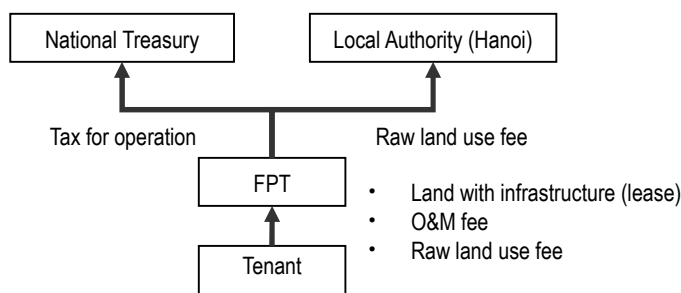 National Treasury
Local Authority (Hanoi)
Tax for operation
Raw land use fee
FPT
• Land with infrastructure (lease)
• O&M fee
• Raw land use fee
Tenant